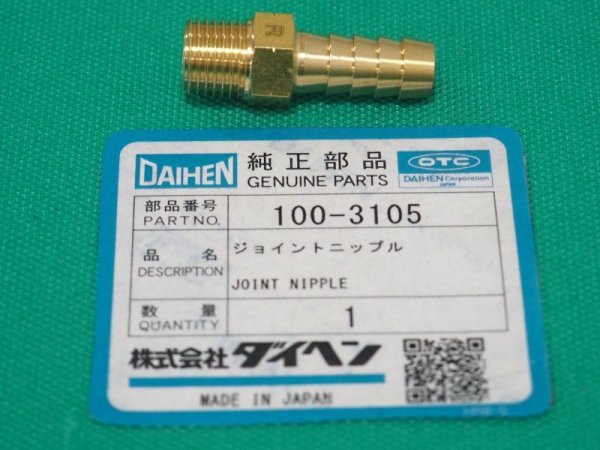 R
DAIHEN 純正部品 OTC
GENUINE PARTS DAIHEN Corporation
JAPAN
部品番号 100-3105
PART NO.
品名 ジョイントニップル
DESCRIPTION
JOINT NIPPLE
数量 1
QUANTITY
株式会社 ダイヘン
MADE IN JAPAN